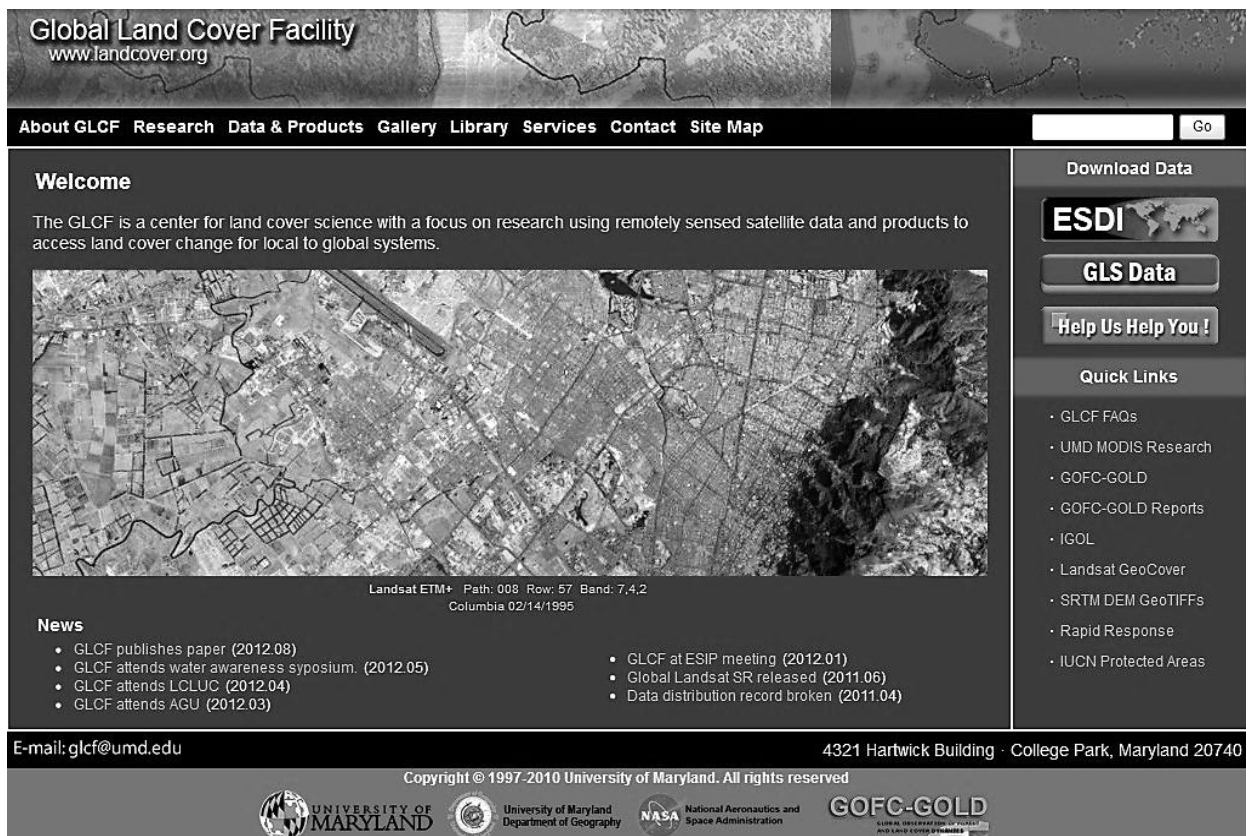 Global Land Cover Facility
www.landcover.org
About GLCF Research Data & Products Gallery Library Services Contact Site Map
Go
Welcome
The GLCF is a center for land cover science with a focus on research using remotely sensed satellite data and products to
access land cover change for local to global systems.
Landsat ETM+ Path: 008 Row: 57 Band: 7,4,2
Columbia 02/14/1995
News
• GLCF publishes paper (2012.08)
• GLCF attends water awareness syposium. (2012.05)
• GLCF attends LCLUC (2012.04)
• GLCF attends AGU (2012.03)
• GLCF at ESIP meeting (2012.01)
• Global Landsat SR released (2011.06)
• Data distribution record broken (2011.04)
Download Data
ESDI
GLS Data
Help Us Help You !
Quick Links
· GLCF FAQs
· UMD MODIS Research
· GOFC-GOLD
· GOFC-GOLD Reports
· IGOL
· Landsat GeoCover
· SRTM DEM GeoTIFFs
· Rapid Response
· IUCN Protected Areas
E-mail: glcf@umd.edu
4321 Hartwick Building · College Park, Maryland 20740
Copyright © 1997-2010 University of Maryland. All rights reserved
UNIVERSITY OF
MARYLAND
University of Maryland
Department of Geography
NASA
National Aeronautics and
Space Administration
GOFC-GOLD
GLOBAL OBSERVATION OF FOREST
AND LAND COVER DYNAMICS